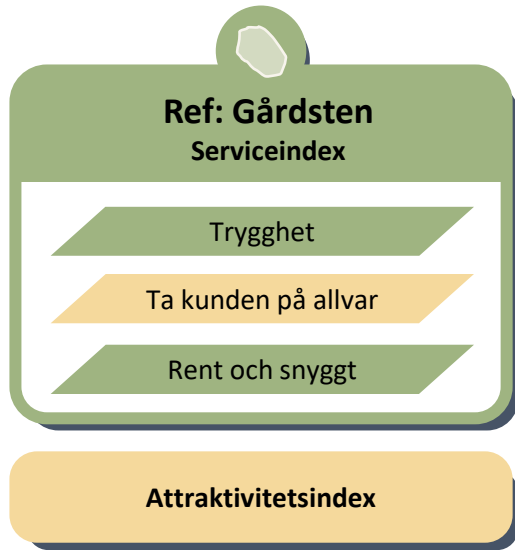 Ref: Gårdsten
Serviceindex
Trygghet
Ta kunden på allvar
Rent och snyggt
Attraktivitetsindex